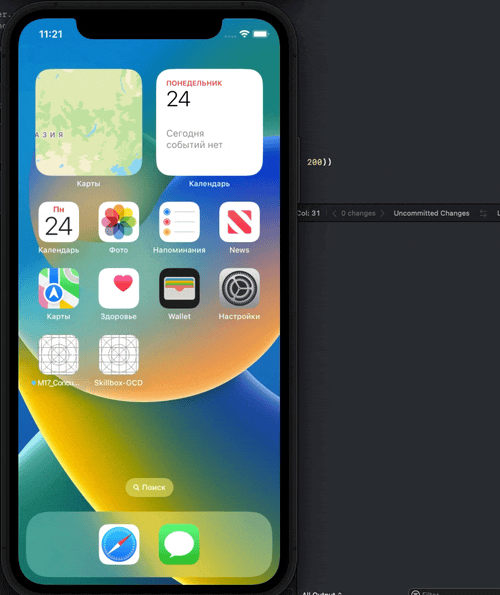 11:21
АЗИЯ
Карты
ПОНЕДЕЛЬНИК
24
Сегодня
событий нет
Календарь
Пн
24
Календарь
Фото
Напоминания
News
Карты
Здоровье
Wallet
Настройки
M17_Concu...
Skillbox-GCD
Поиск
200))
Col: 31
0 changes
Uncommitted Changes
All Output
Filter